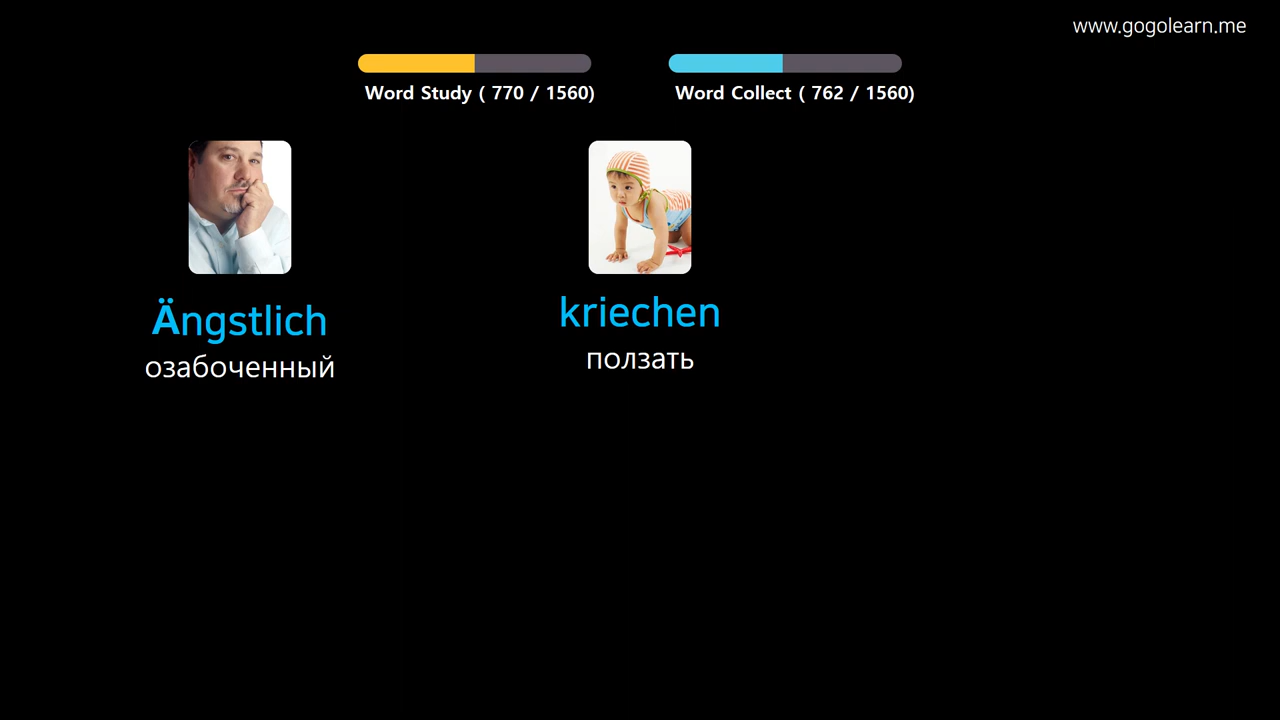 www.gogolearn.me
Word Study ( 770 / 1560)
Word Collect ( 762 / 1560)
Ängstlich
озабоченный
kriechen
ползать